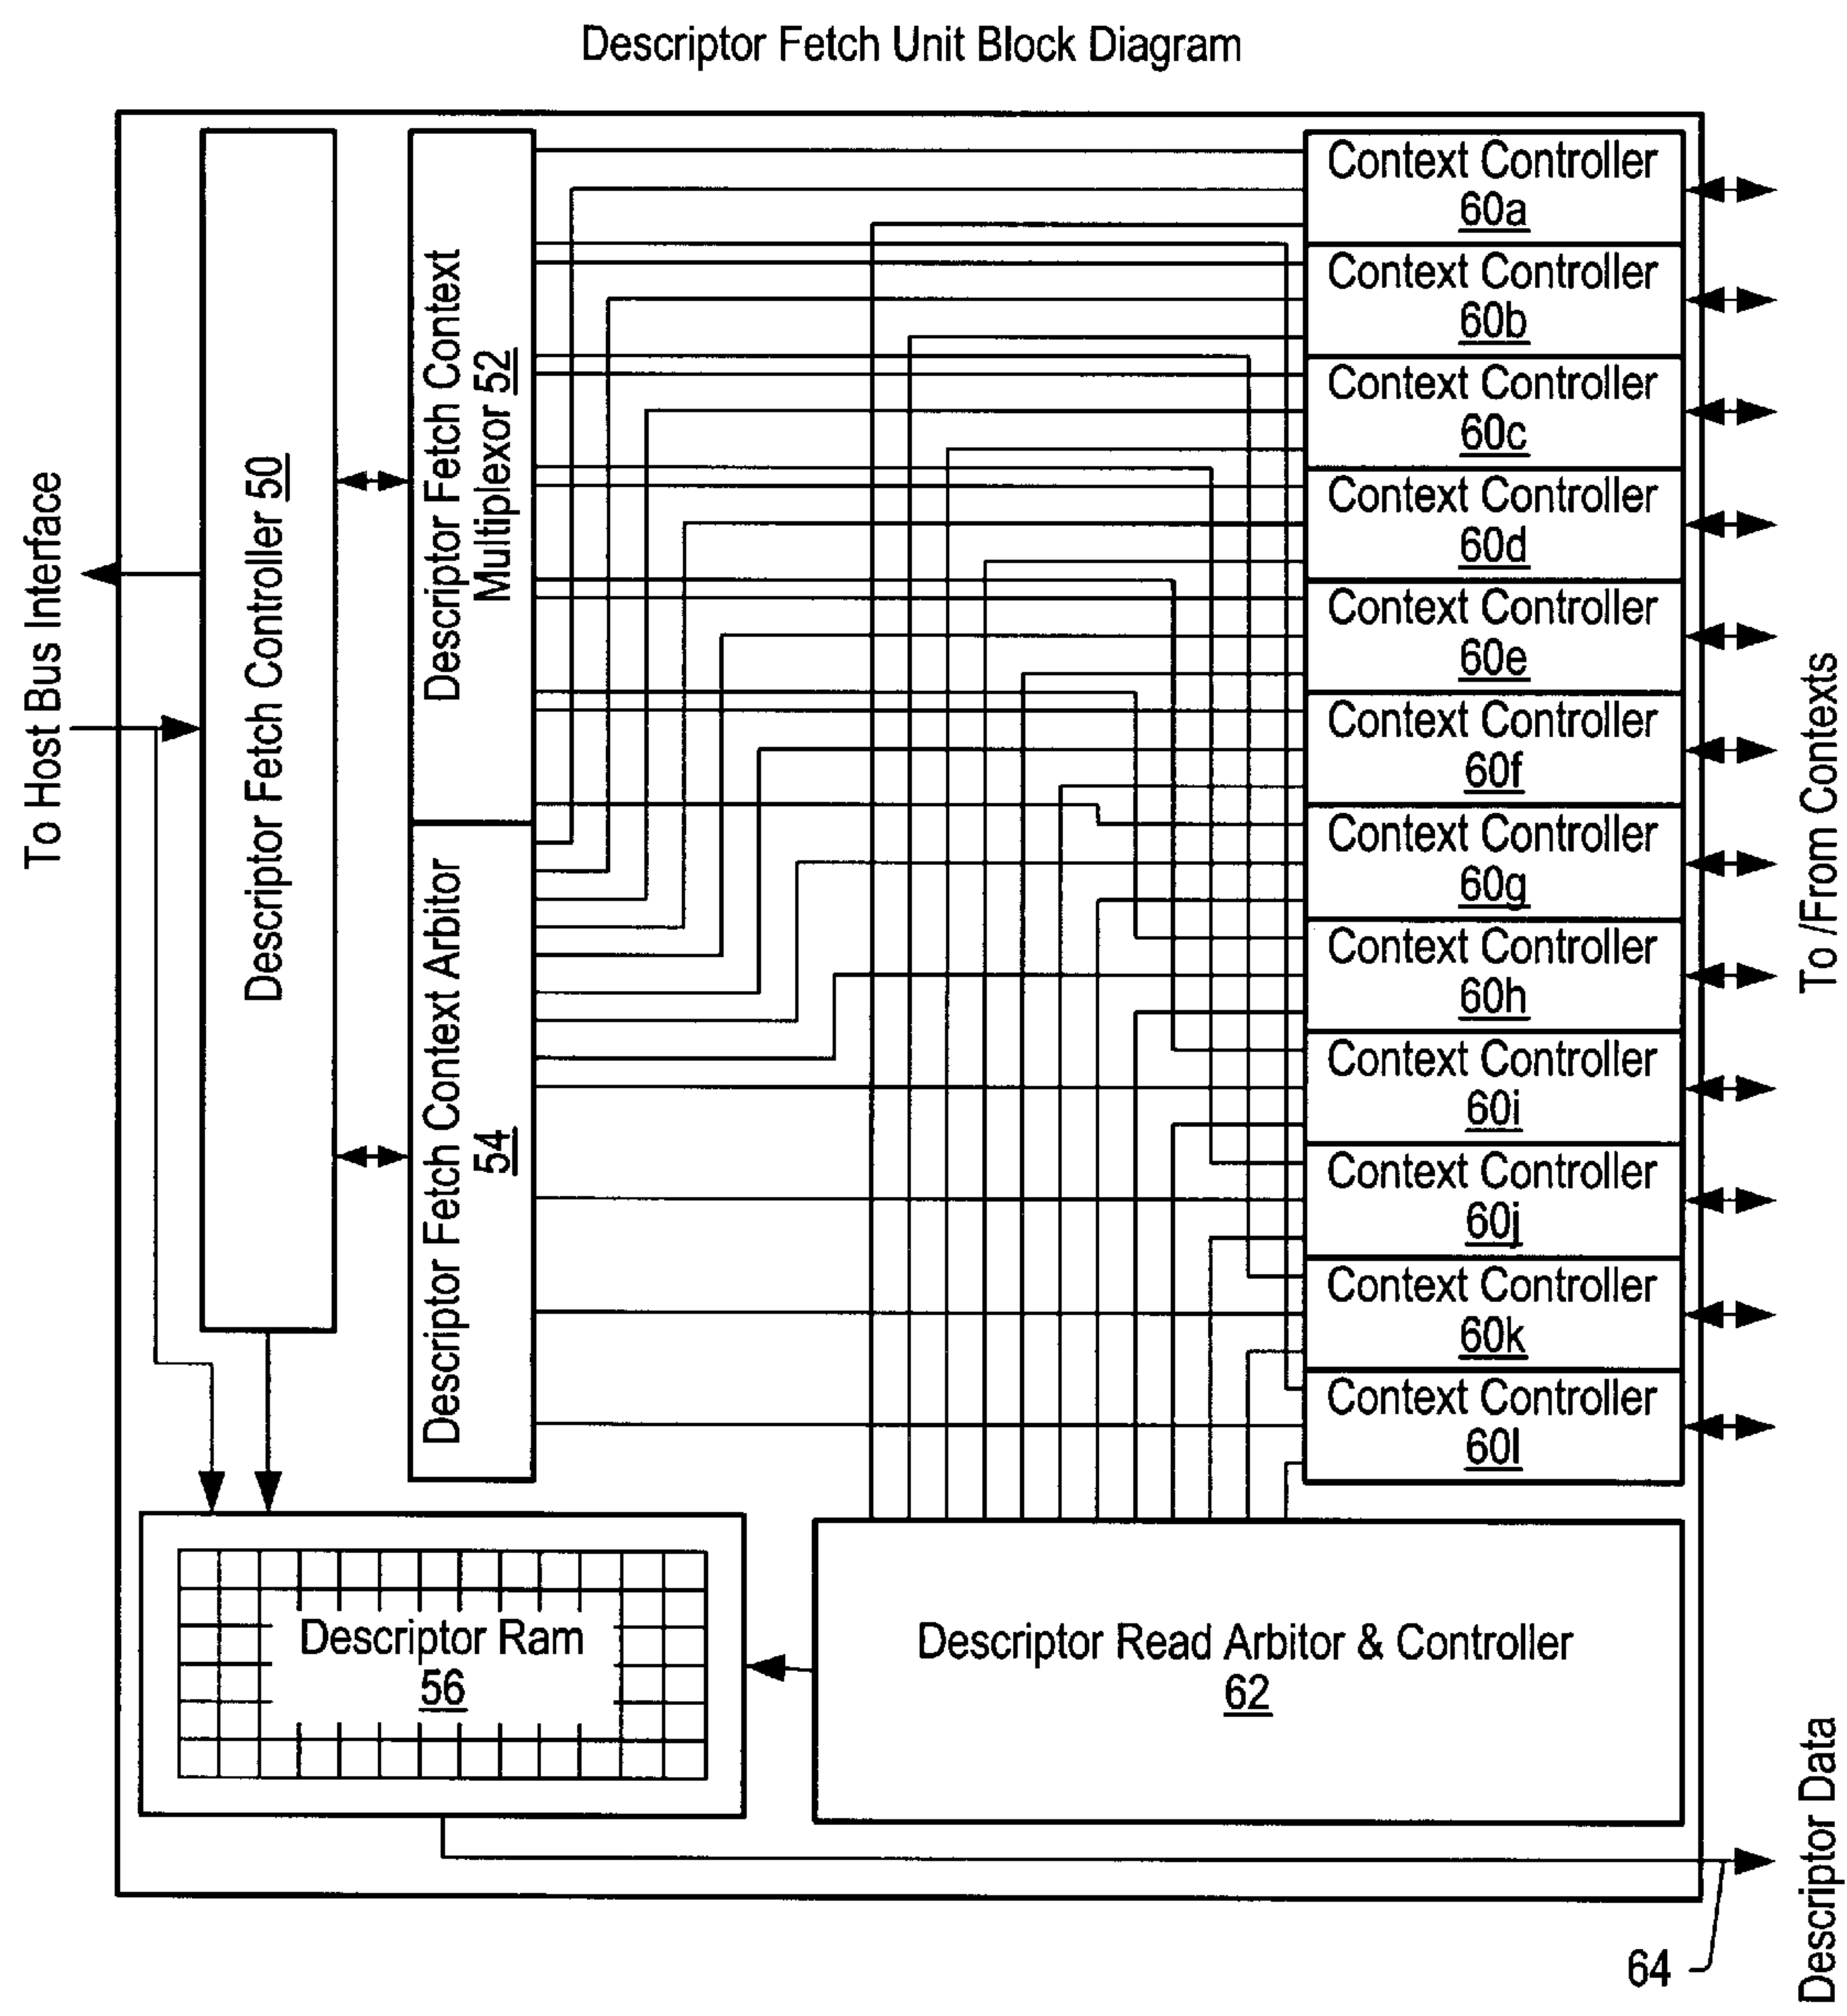 Descriptor Fetch Unit Block Diagram
To Host Bus Interface
Descriptor Fetch Controller 50
Descriptor Fetch Context
Multiplexor 52
Descriptor Fetch Context Arbitor
54
Context Controller
60a
Context Controller
60b
Context Controller
60c
Context Controller
60d
Context Controller
60e
Context Controller
60f
Context Controller
60g
Context Controller
60h
Context Controller
60i
Context Controller
60j
Context Controller
60k
Context Controller
60l
To /From Contexts
Descriptor Ram
56
Descriptor Read Arbitor & Controller
62
Descriptor Data
64